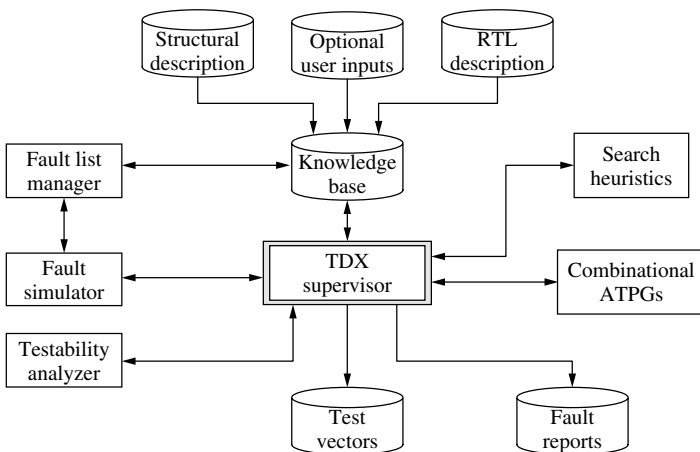 Structural
description
Optional
user inputs
RTL
description
Fault list
manager
Knowledge
base
Search
heuristics
Fault
simulator
TDX
supervisor
Combinational
ATPGs
Testability
analyzer
Test
vectors
Fault
reports